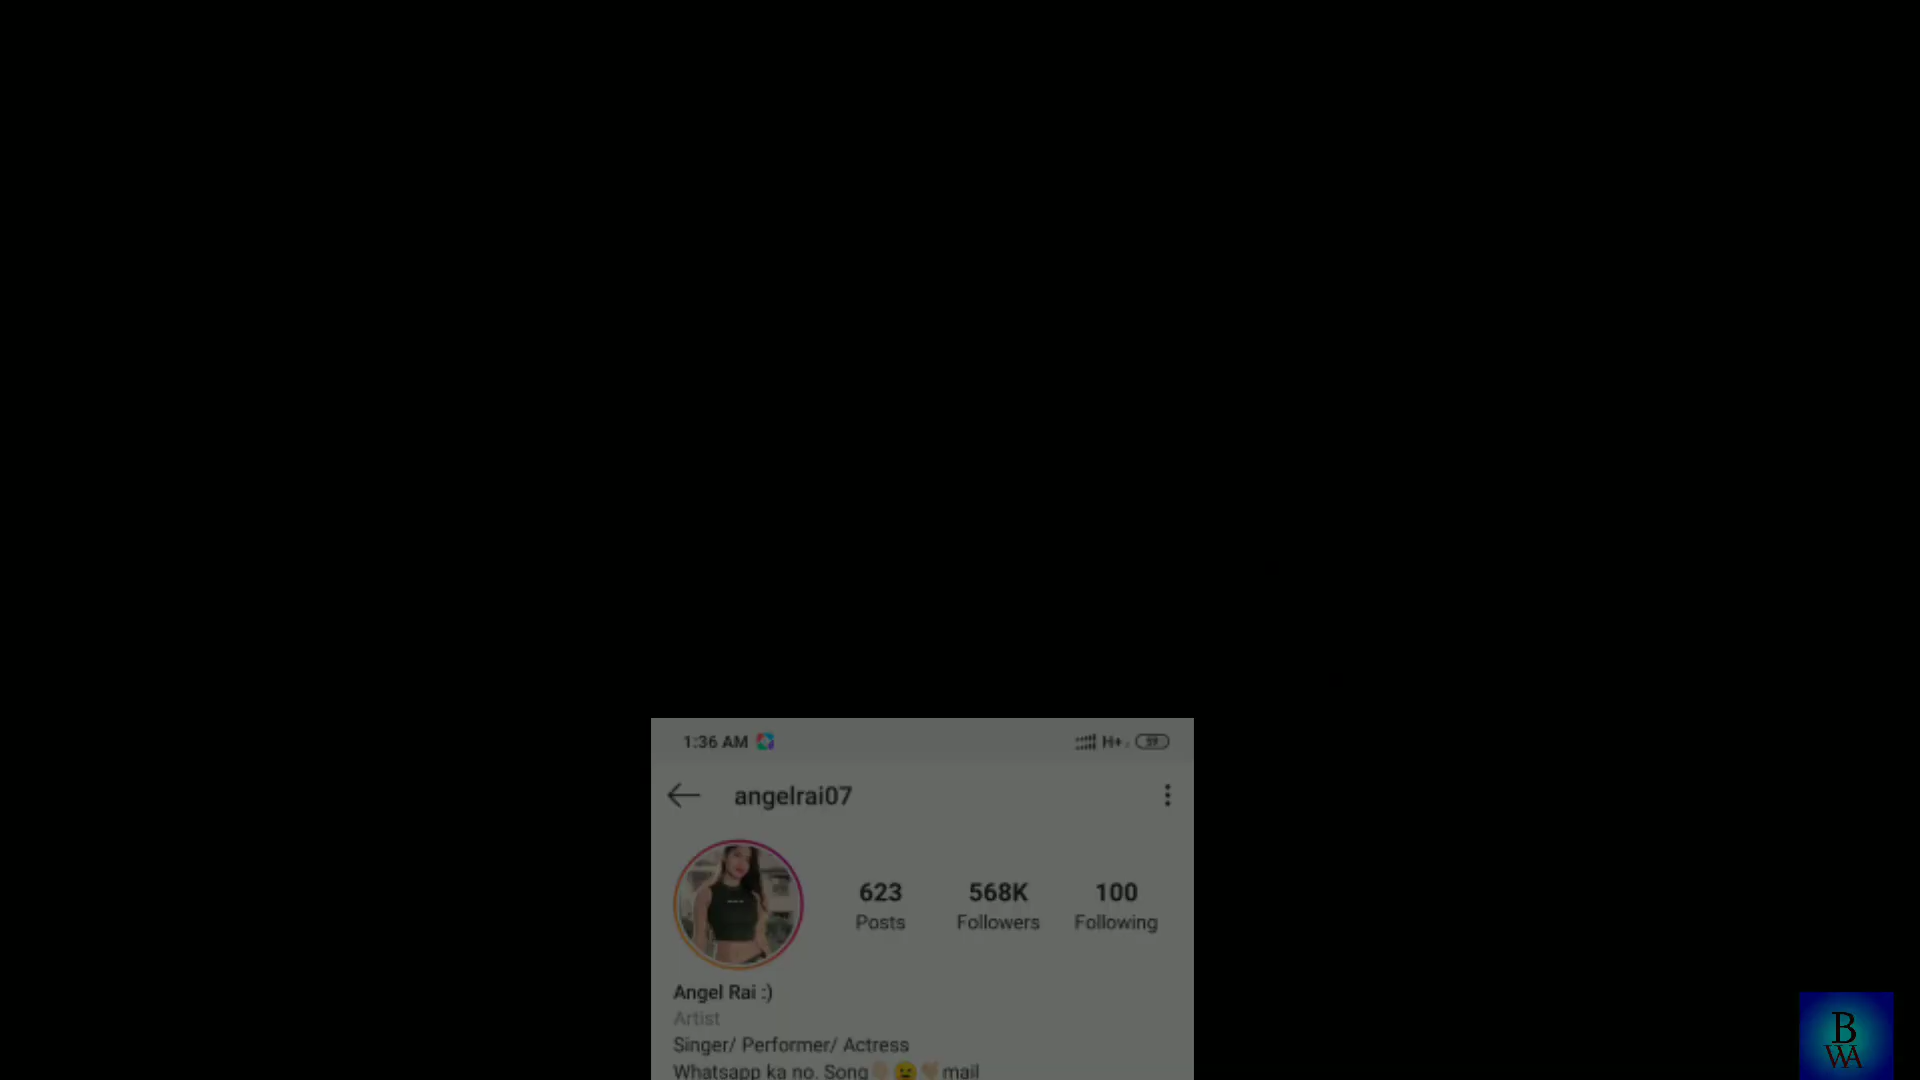 1:36 AM H+ 59
angelrai07
623 568K 100
Posts Followers Following
Angel Rai :)
Artist
Singer/ Performer/ Actress
Whatsapp ka no. Song mail
B
WA